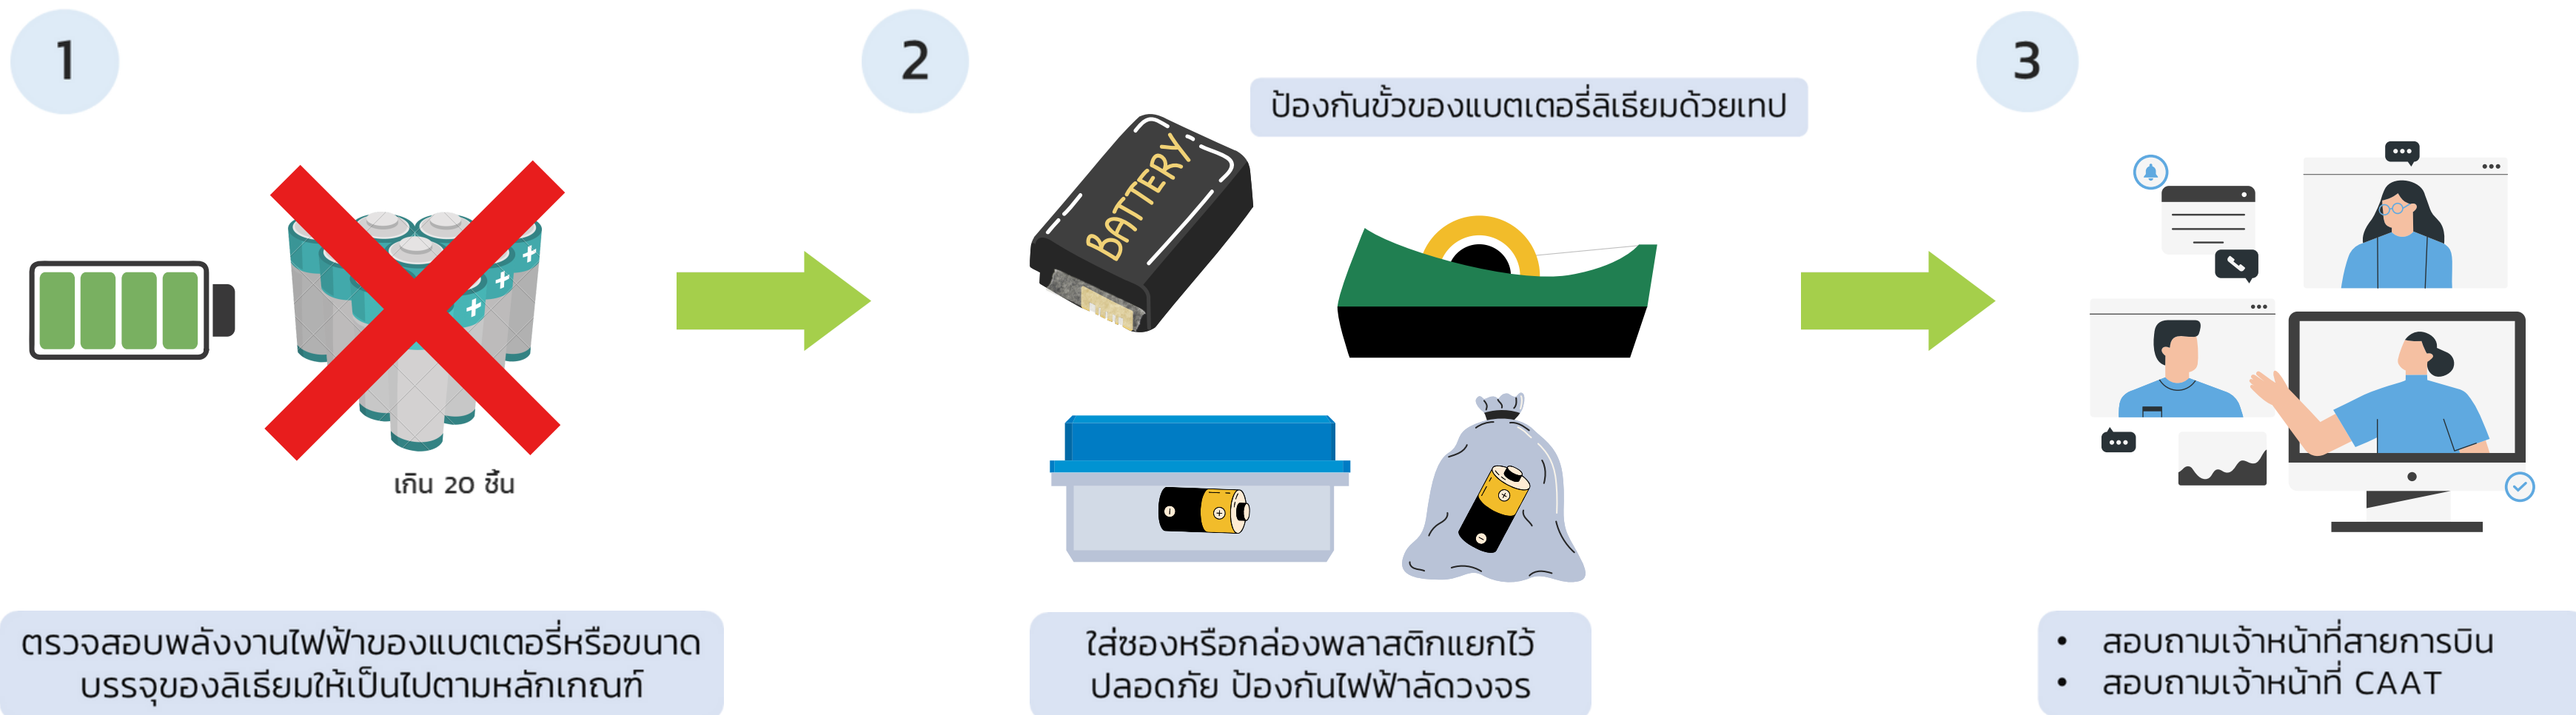 1
เกิน 20 ชิ้น
ตรวจสอบพลังงานไฟฟ้าของแบตเตอรี่หรือขนาด
บรรจุของลิเธียมให้เป็นไปตามหลักเกณฑ์
2
ป้องกันขั้วของแบตเตอรี่ลิเธียมด้วยเทป
BATTERY
ใส่ซองหรือกล่องพลาสติกแยกไว้
ปลอดภัย ป้องกันไฟฟ้าลัดวงจร
3
• สอบถามเจ้าหน้าที่สายการบิน
• สอบถามเจ้าหน้าที่ CAAT